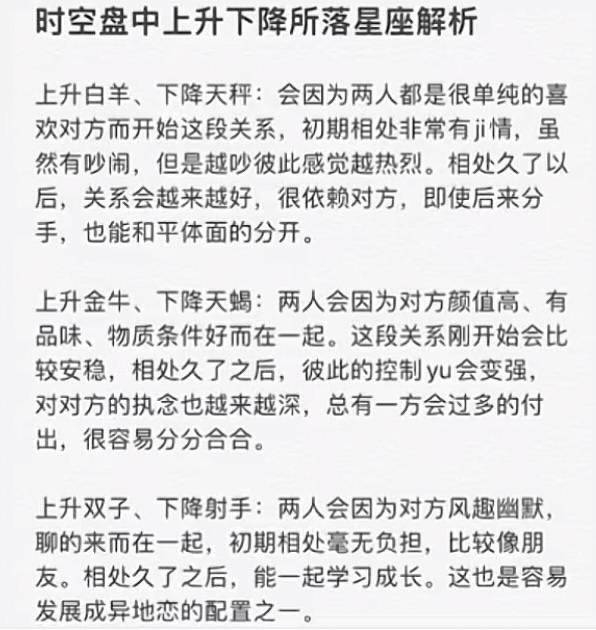 时空盘中上升下降所落星座解析
上升白羊、下降天秤：会因为两人都是很单纯的喜
欢对方而开始这段关系，初期相处非常有ji情，虽
然有吵闹，但是越吵彼此感觉越热烈。相处久了以
后，关系会越来越好，很依赖对方，即使后来分
手，也能和平体面的分开。
上升金牛、下降天蝎：两人会因为对方颜值高、有
品味、物质条件好而在一起。这段关系刚开始会比
较安稳，相处久了之后，彼此的控制yu会变强，
对对方的执念也越来越深，总有一方会过多的付
出，很容易分分合合。
上升双子、下降射手：两人会因为对方风趣幽默，
聊的来而在一起，初期相处毫无负担，比较像朋
友。相处久了之后，能一起学习成长。这也是容易
发展成异地恋的配置之一。